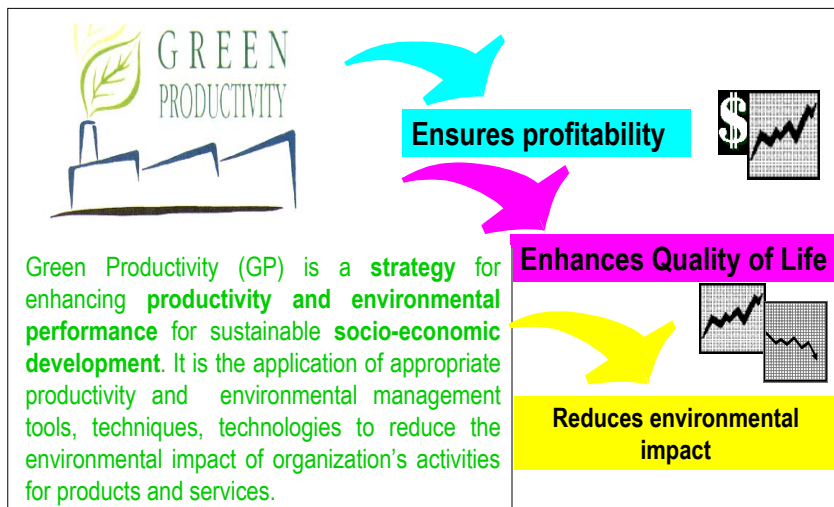 GREEN
PRODUCTIVITY
Ensures profitability
$
Enhances Quality of Life
Green Productivity (GP) is a strategy for
enhancing productivity and environmental
performance for sustainable socio-economic
development. It is the application of appropriate
productivity and environmental management
tools, techniques, technologies to reduce the
environmental impact of organization's activities
for products and services.
Reduces environmental
impact